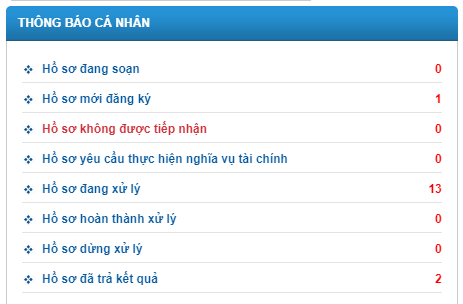 THÔNG BÁO CÁ NHÂN
Hồ sơ đang soạn 0
Hồ sơ mới đăng ký 1
Hồ sơ không được tiếp nhận 0
Hồ sơ yêu cầu thực hiện nghĩa vụ tài chính 0
Hồ sơ đang xử lý 13
Hồ sơ hoàn thành xử lý 0
Hồ sơ dừng xử lý 0
Hồ sơ đã trả kết quả 2